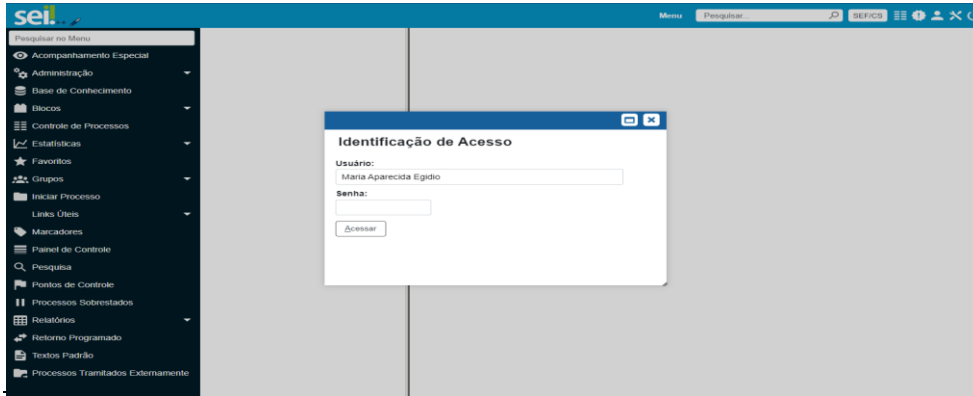 sei!
Menu
Pesquisar...
SEF/CS
Pesquisar no Menu
Acompanhamento Especial
Administração
Base de Conhecimento
Blocos
Controle de Processos
Estatísticas
Favoritos
Grupos
Iniciar Processo
Links Úteis
Marcadores
Painel de Controle
Pesquisa
Pontos de Controle
Processos Sobrestados
Relatórios
Retorno Programado
Textos Padrão
Processos Tramitados Externamente
Identificação de Acesso
Usuário:
Maria Aparecida Egidio
Senha:
Acessar